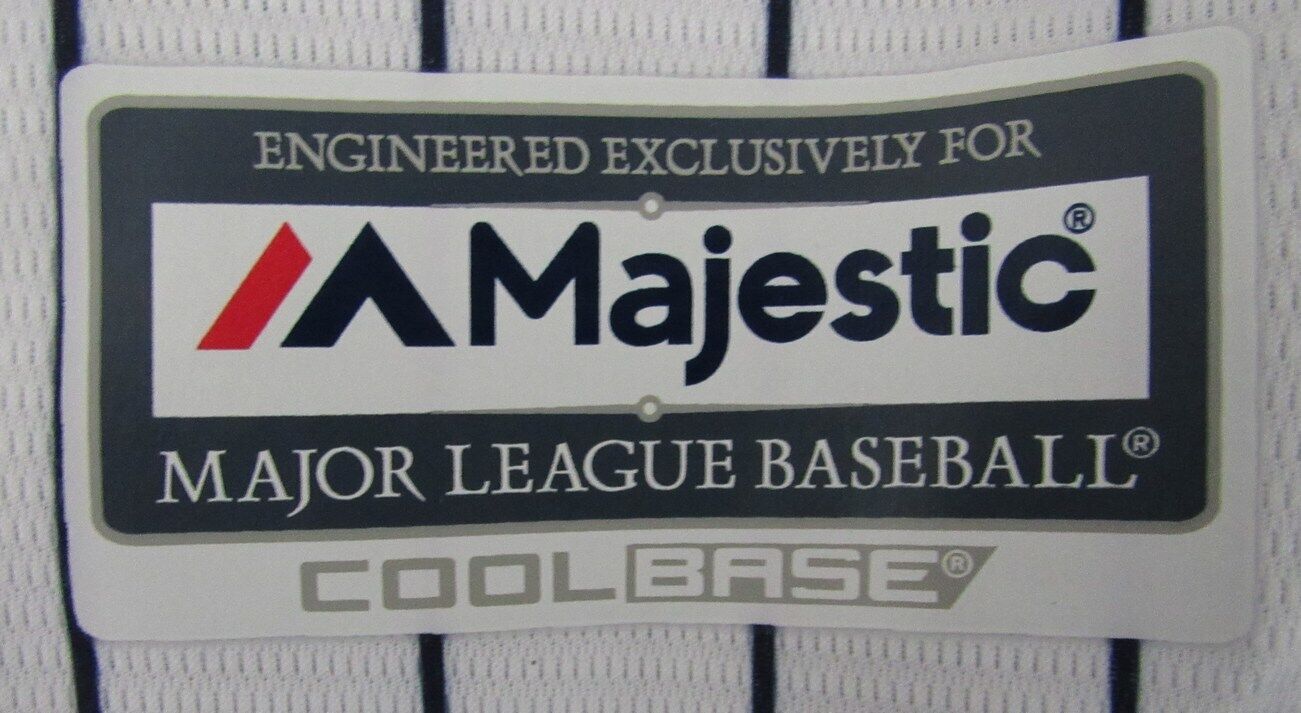 ENGINEERED EXCLUSIVELY FOR
Majestic®
MAJOR LEAGUE BASEBALL®
COOLBASE®